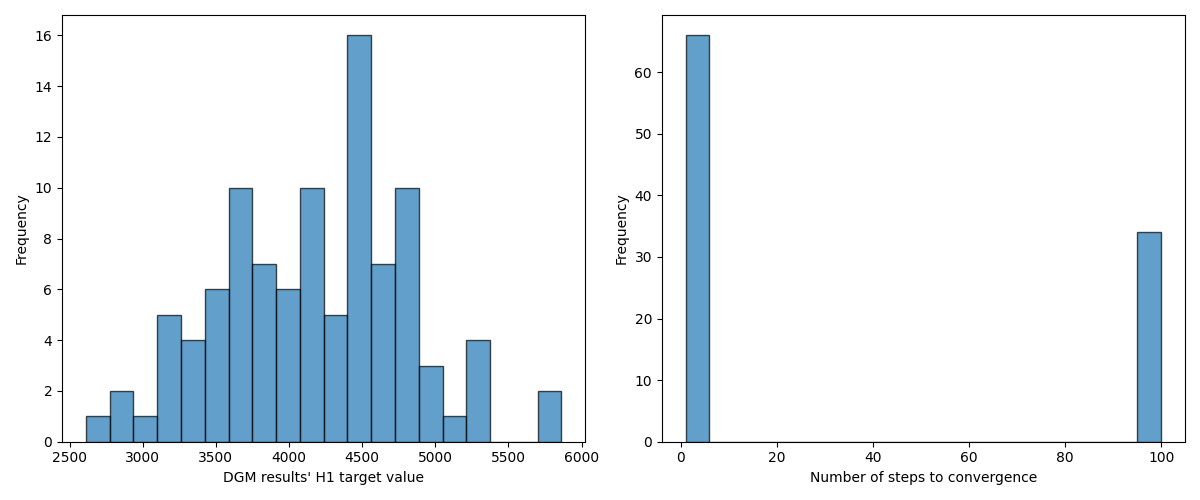 16
14
12
10
8
6
4
2
0
Frequency
2500 3000 3500 4000 4500 5000 5500 6000
DGM results' H1 target value
60
50
40
30
20
10
0
Frequency
0 20 40 60 80 100
Number of steps to convergence